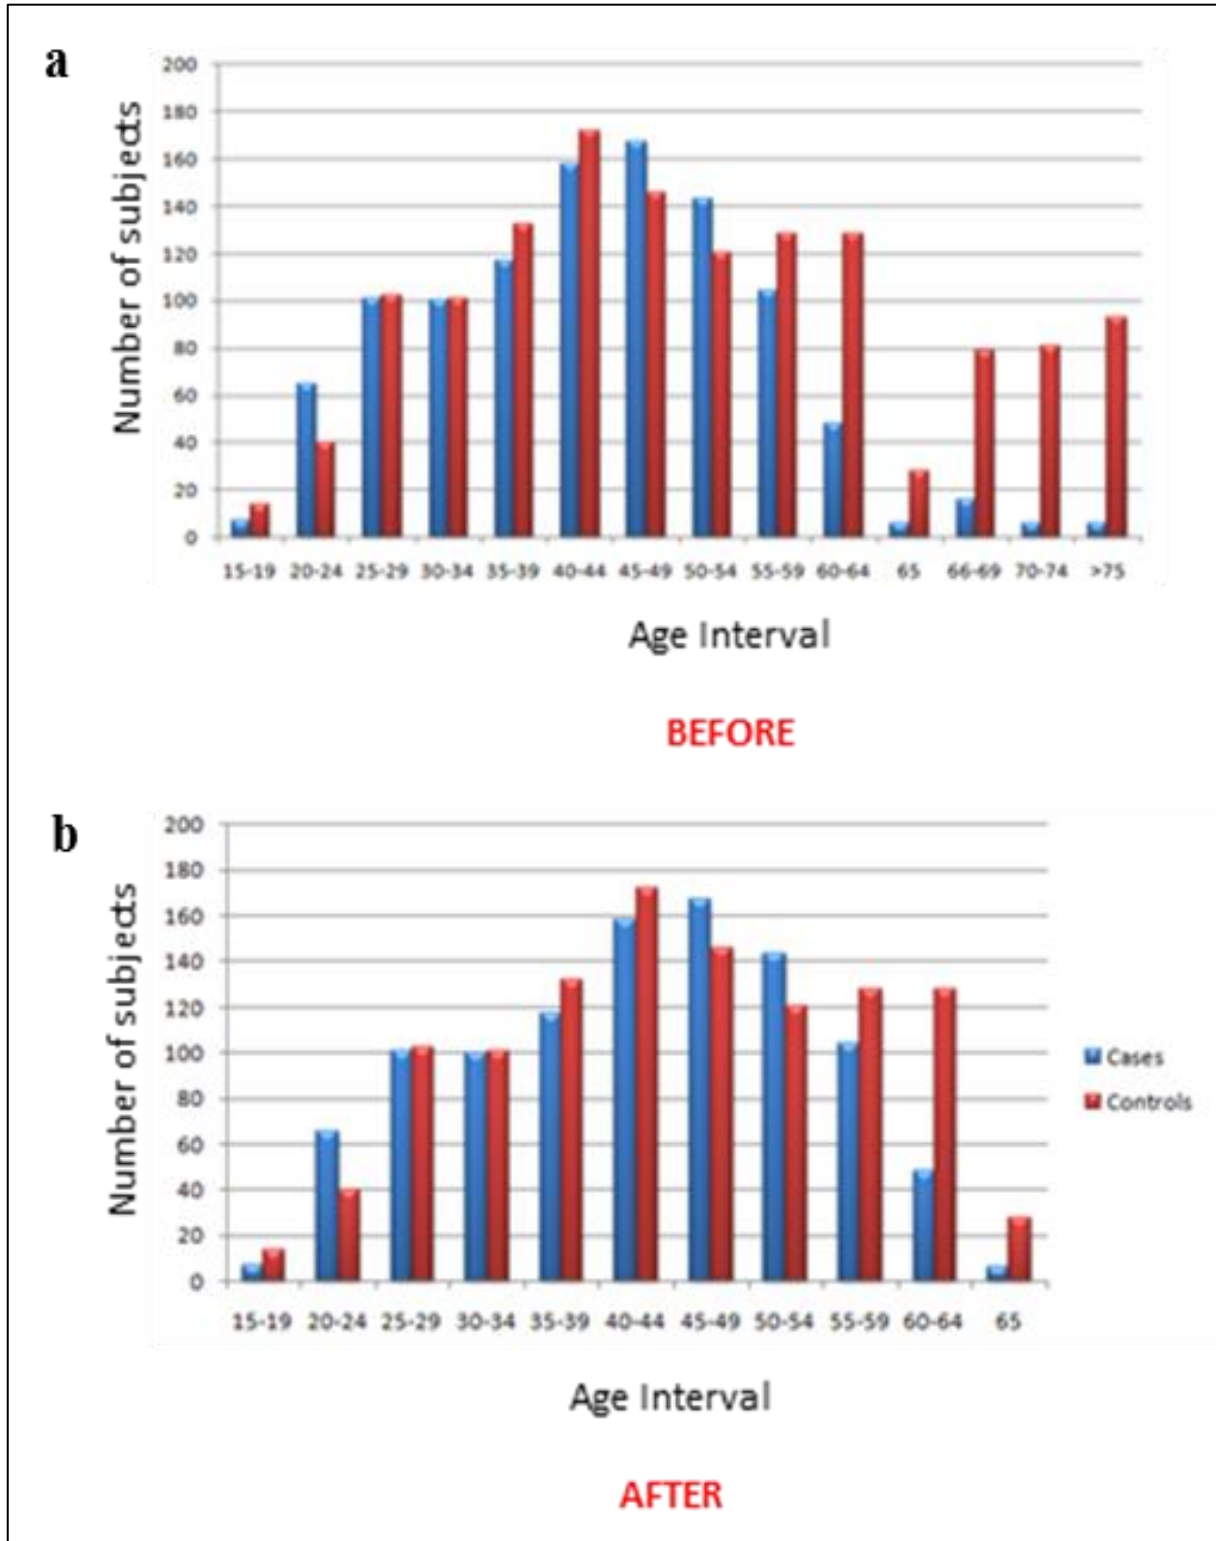 a
200
180
160
140
120
100
80
60
40
20
0
Number of subjects
15-19 20-24 25-29 30-34 35-39 40-44 45-49 50-54 55-59 60-64 65 66-69 70-74 >75
Age Interval
BEFORE
b
200
180
160
140
120
100
80
60
40
20
0
Number of subjects
Cases
Controls
15-19 20-24 25-29 30-34 35-39 40-44 45-49 50-54 55-59 60-64 65
Age Interval
AFTER